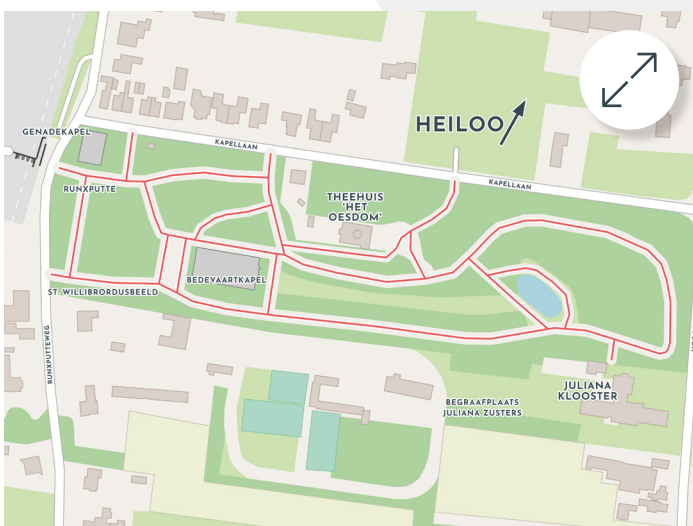 HEILOO
GENADEKAPEL
KAPELLAAN
KAPELLAAN
RUNXPUTTE
THEEHUIS
'HET
OESDOM'
BEDEVAARTKAPEL
ST. WILLIBRORDUSBEELD
RUNXPUTTEWEG
JULIANA
KLOOSTER
BEGRAAFPLAATS
JULIANA ZUSTERS